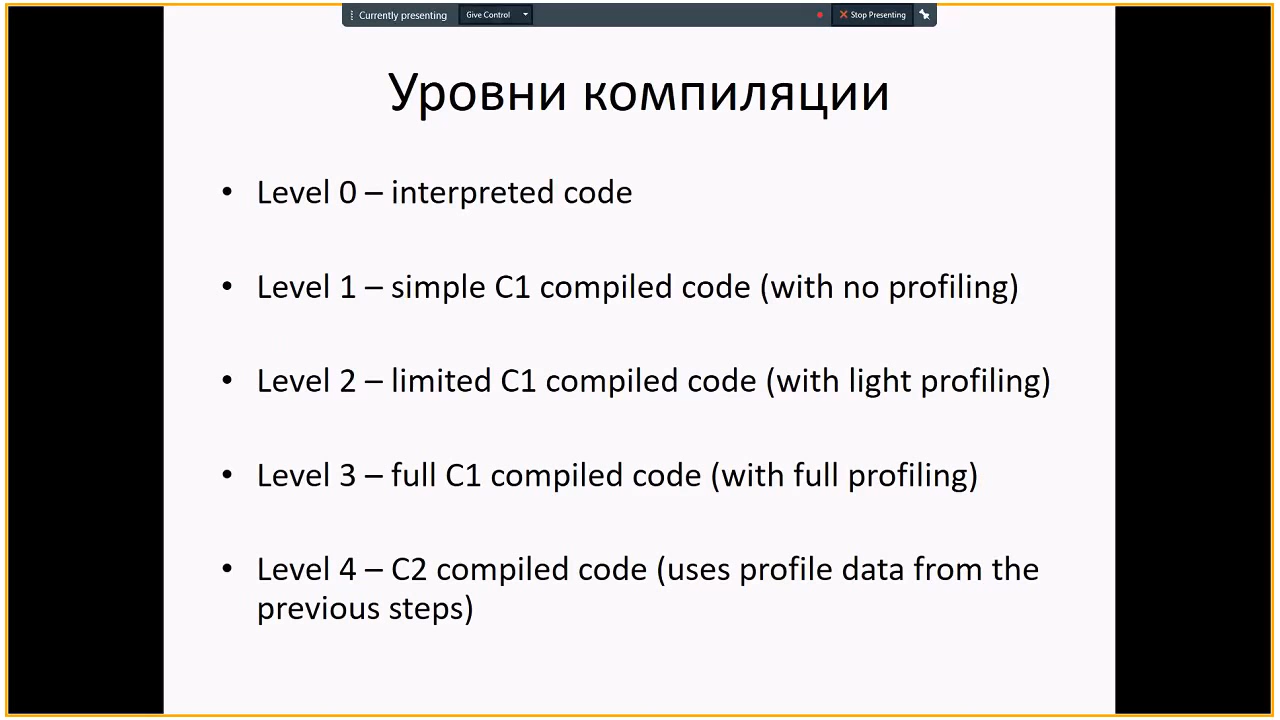 Currently presenting
Give Control
Stop Presenting
Уровни компиляции
• Level 0 – interpreted code
• Level 1 – simple C1 compiled code (with no profiling)
• Level 2 – limited C1 compiled code (with light profiling)
• Level 3 – full C1 compiled code (with full profiling)
• Level 4 – C2 compiled code (uses profile data from the
previous steps)